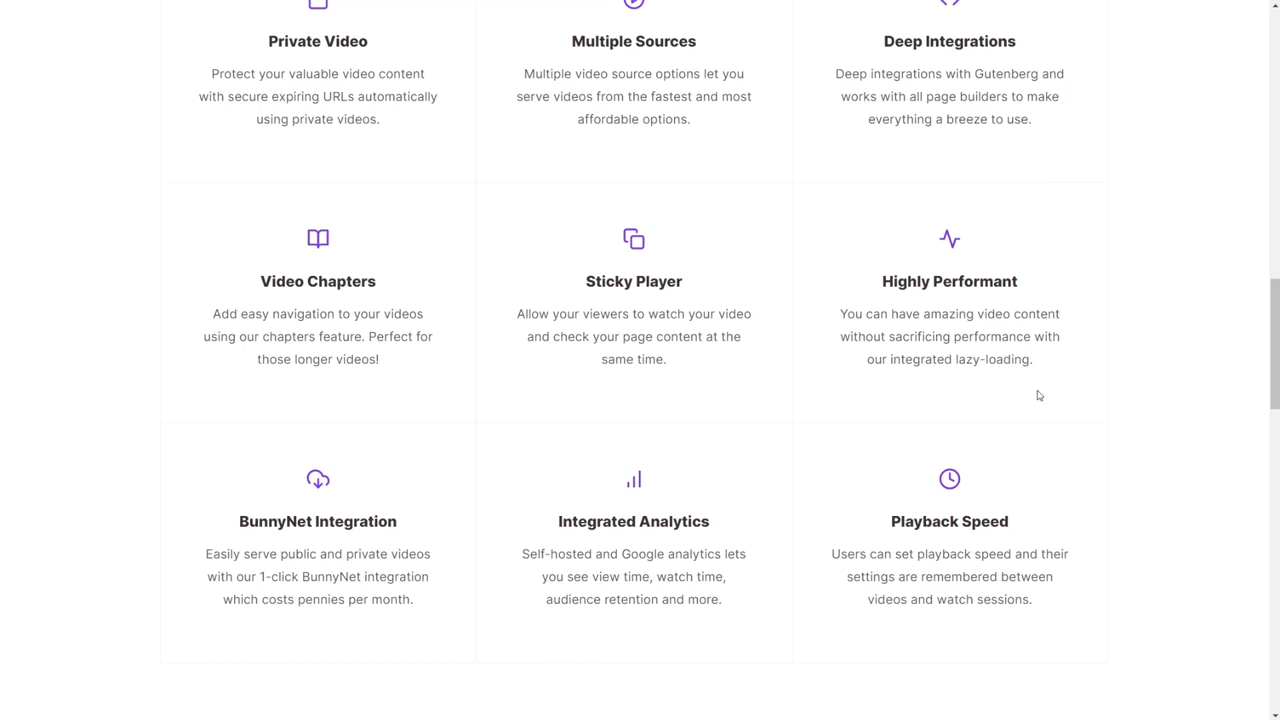 Private Video
Protect your valuable video content
with secure expiring URLs automatically
using private videos.
Multiple Sources
Multiple video source options let you
serve videos from the fastest and most
affordable options.
Deep Integrations
Deep integrations with Gutenberg and
works with all page builders to make
everything a breeze to use.
Video Chapters
Add easy navigation to your videos
using our chapters feature. Perfect for
those longer videos!
Sticky Player
Allow your viewers to watch your video
and check your page content at the
same time.
Highly Performant
You can have amazing video content
without sacrificing performance with
our integrated lazy-loading.
BunnyNet Integration
Easily serve public and private videos
with our 1-click BunnyNet integration
which costs pennies per month.
Integrated Analytics
Self-hosted and Google analytics lets
you see view time, watch time,
audience retention and more.
Playback Speed
Users can set playback speed and their
settings are remembered between
videos and watch sessions.